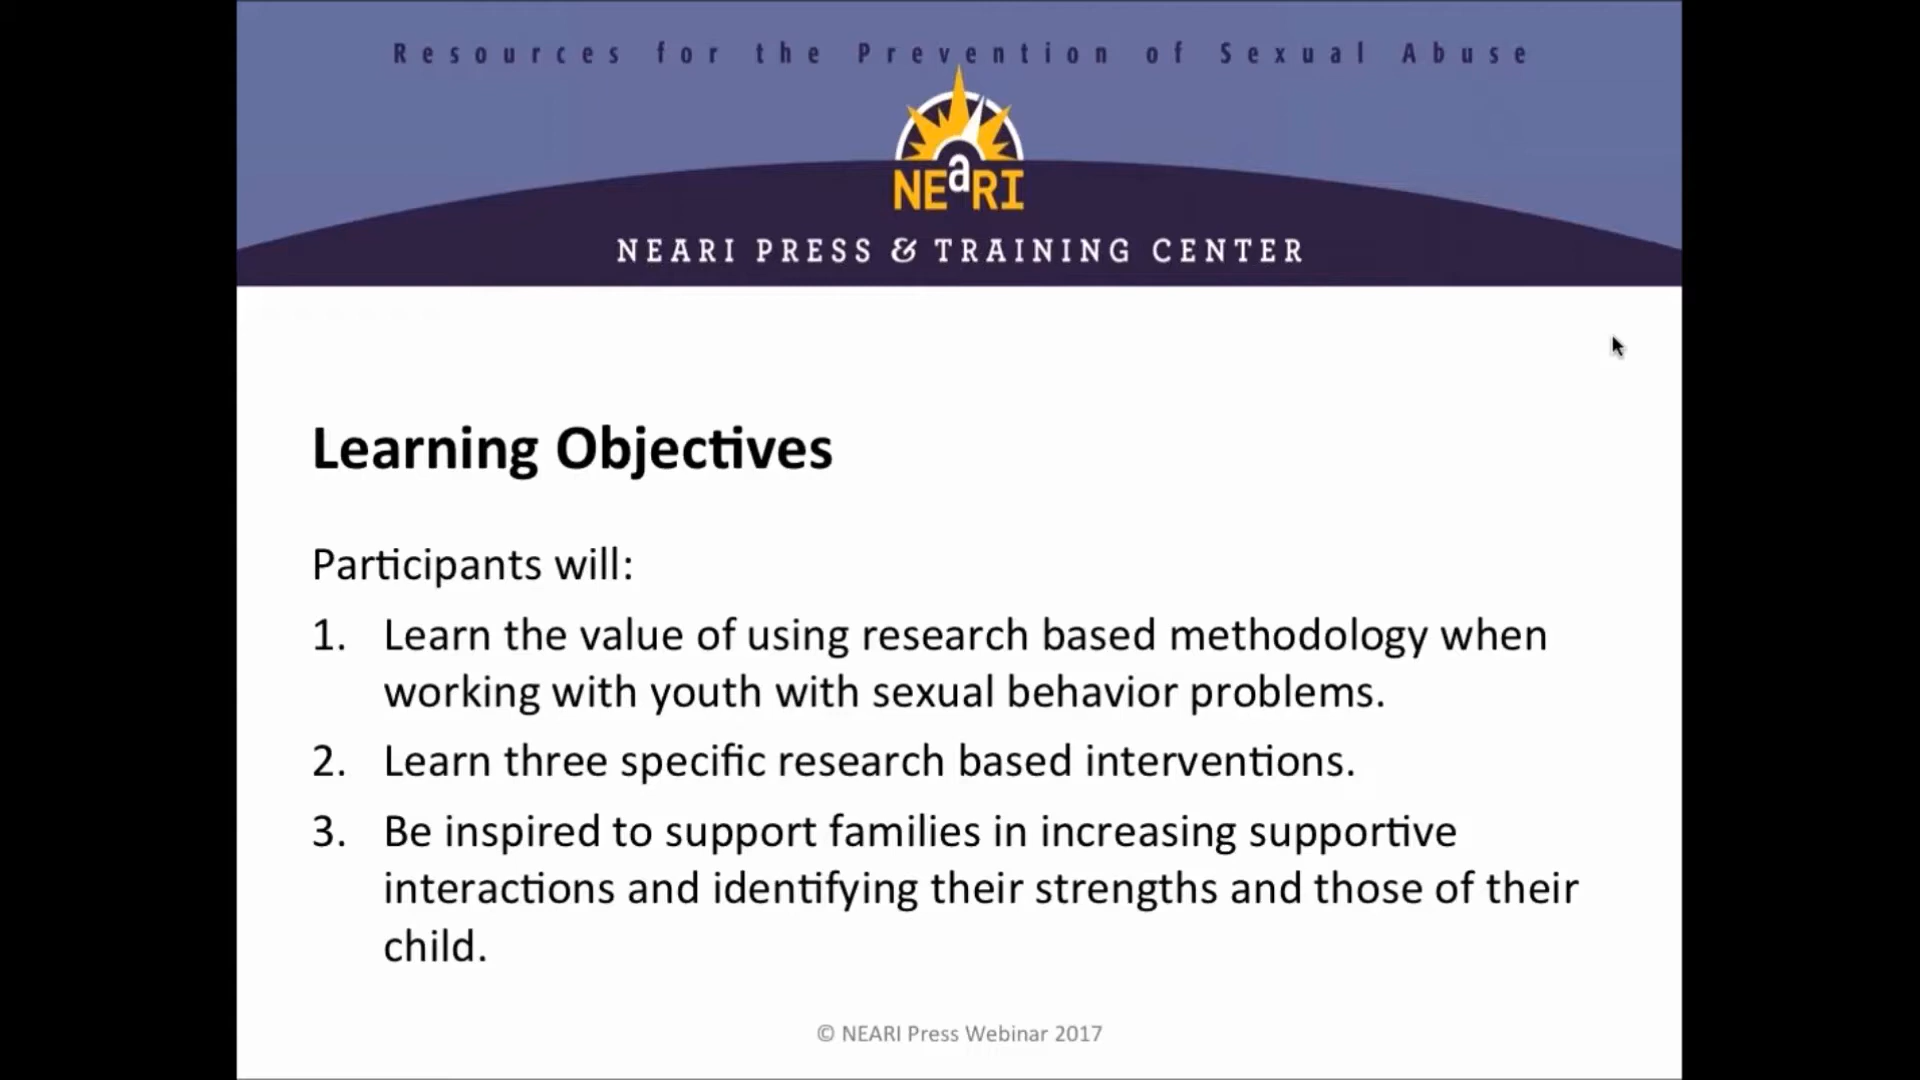 Resources for the Prevention of Sexual Abuse
NEaRI
NEARI PRESS & TRAINING CENTER
Learning Objectives
Participants will:
1. Learn the value of using research based methodology when
working with youth with sexual behavior problems.
2. Learn three specific research based interventions.
3. Be inspired to support families in increasing supportive
interactions and identifying their strengths and those of their
child.
© NEARI Press Webinar 2017